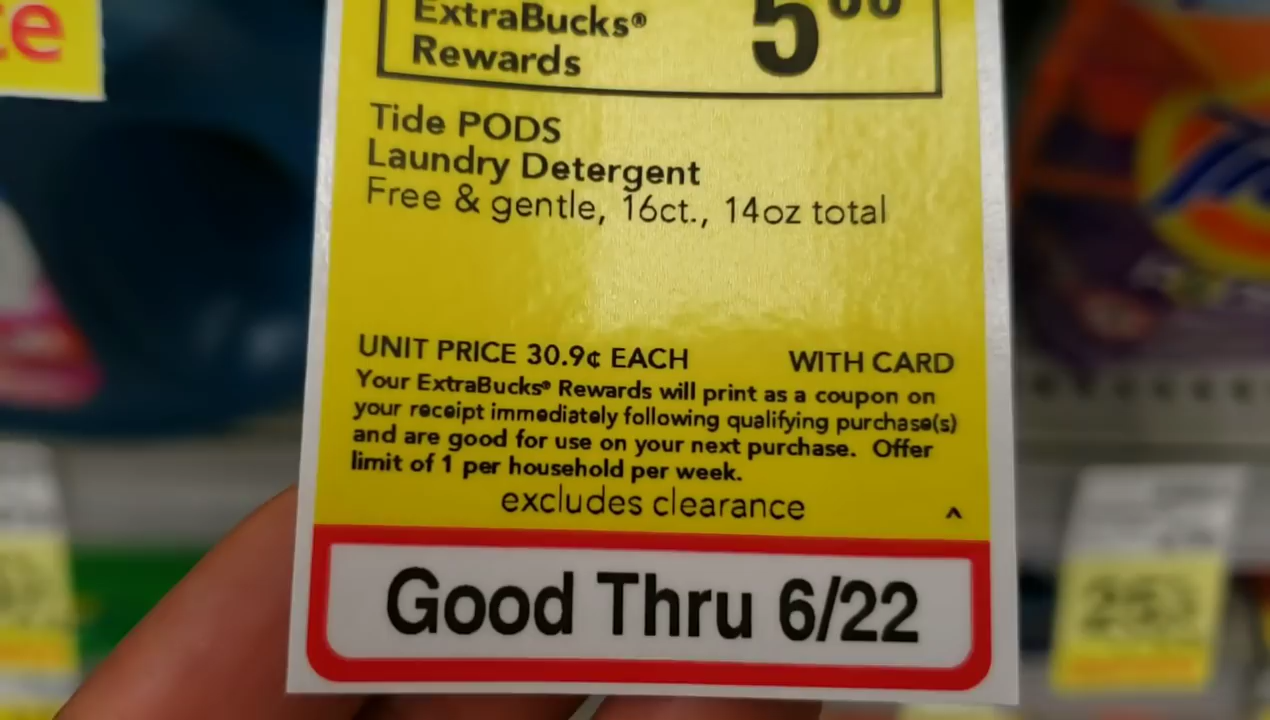 te
ExtraBucks®
Rewards
5 00
Tide PODS
Laundry Detergent
Free & gentle, 16ct., 14oz total
UNIT PRICE 30.9¢ EACH WITH CARD
Your ExtraBucks® Rewards will print as a coupon on
your receipt immediately following qualifying purchase(s)
and are good for use on your next purchase. Offer
limit of 1 per household per week.
excludes clearance ^
Good Thru 6/22